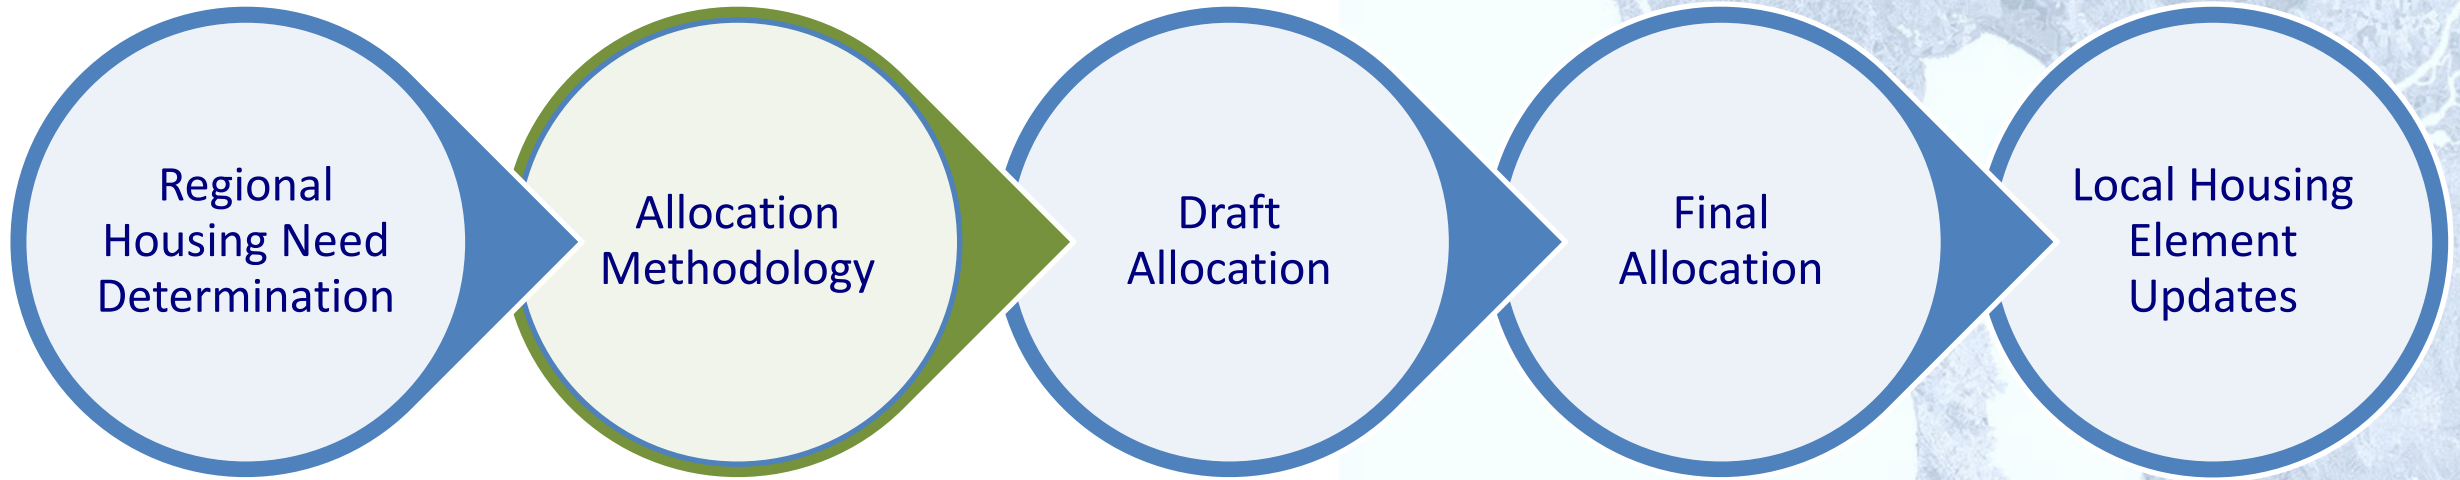 Regional
Housing Need
Determination
Allocation
Methodology
Draft
Allocation
Final
Allocation
Local Housing
Element
Updates